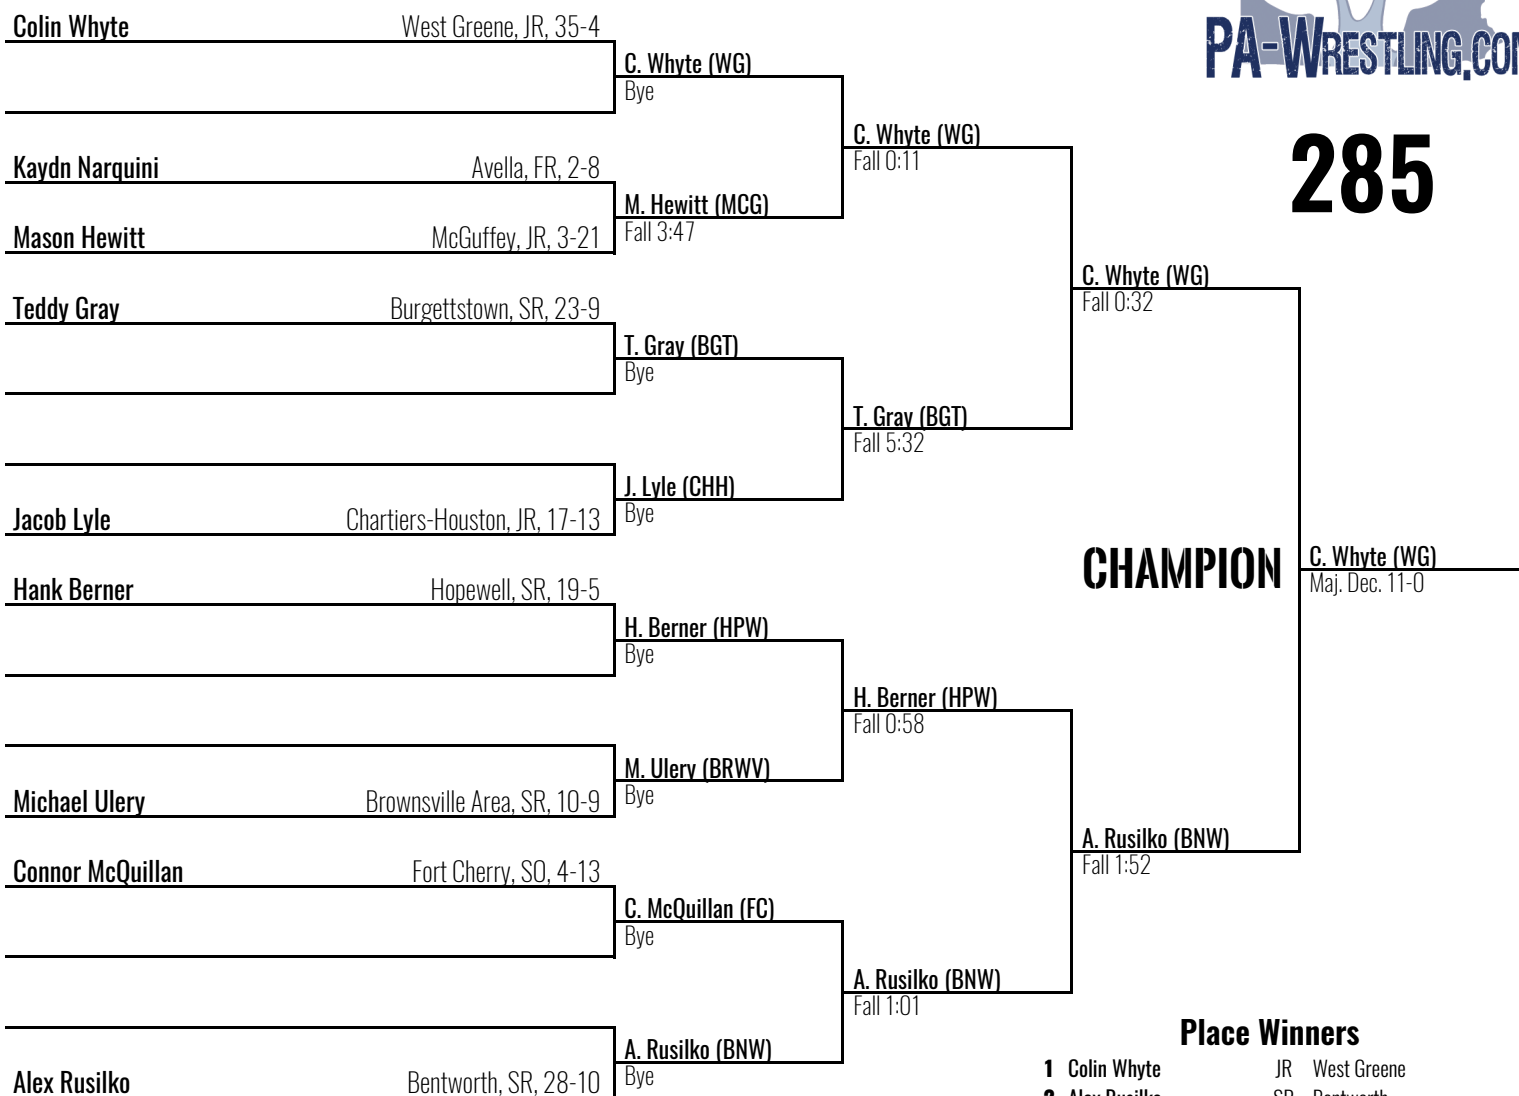 Colin Whyte West Greene, JR, 35-4
C. Whyte (WG)
Bye
Kaydn Narquini Avella, FR, 2-8
Mason Hewitt McGuffey, JR, 3-21
M. Hewitt (MCG)
Fall 3:47
C. Whyte (WG)
Fall 0:11
Teddy Gray Burgettstown, SR, 23-9
T. Gray (BGT)
Bye
Jacob Lyle Chartiers-Houston, JR, 17-13
J. Lyle (CHH)
Bye
T. Gray (BGT)
Fall 5:32
C. Whyte (WG)
Fall 0:32
Hank Berner Hopewell, SR, 19-5
H. Berner (HPW)
Bye
Michael Ulery Brownsville Area, SR, 10-9
M. Ulery (BRWV)
Bye
H. Berner (HPW)
Fall 0:58
Connor McQuillan Fort Cherry, SO, 4-13
C. McQuillan (FC)
Bye
Alex Rusilko Bentworth, SR, 28-10
A. Rusilko (BNW)
Bye
A. Rusilko (BNW)
Fall 1:01
A. Rusilko (BNW)
Fall 1:52
CHAMPION
C. Whyte (WG)
Maj. Dec. 11-0
PA-WRESTLING.COM
285
Place Winners
1 Colin Whyte JR West Greene
2 Alex Rusilko SR Bentworth